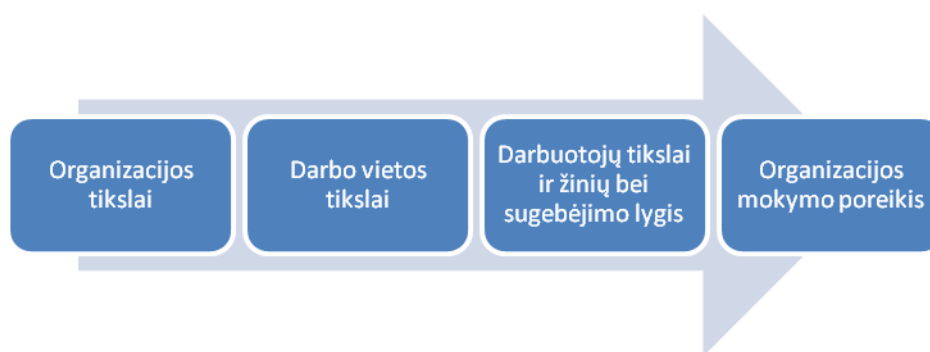 Organizacijos
tikslai
Darbo vietos
tikslai
Darbuotojų tikslai
ir žinių bei
sugebėjimo lygis
Organizacijos
mokymo poreikis